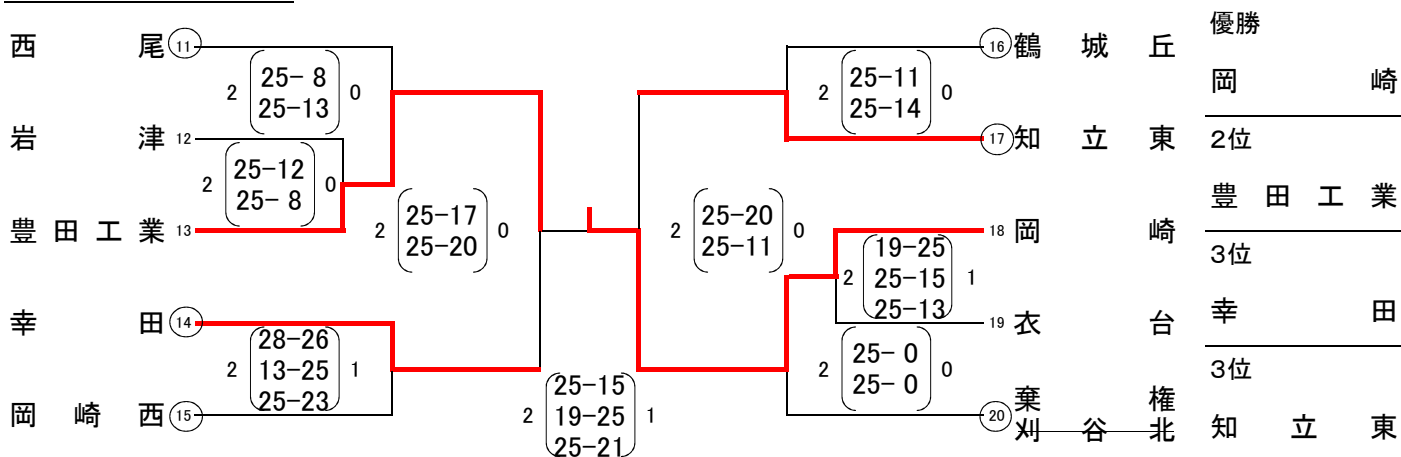 西尾 11
2 25- 8 0
25-13
岩津 12
2 25-12 0
25- 8
豊田工業 13
2 25-17 0
25-20
幸田 14
2 28-26 1
13-25
25-23
岡崎西 15
2 25-15 1
19-25
25-21
16 鶴城丘
2 25-11 0
25-14
17 知立東
2 25-20 0
25-11
18 岡崎
2 19-25 1
25-15
25-13
19 衣台
2 25- 0 0
25- 0
棄権
20 刈谷北
優勝
岡崎
2位
豊田工業
3位
幸田
3位
知立東